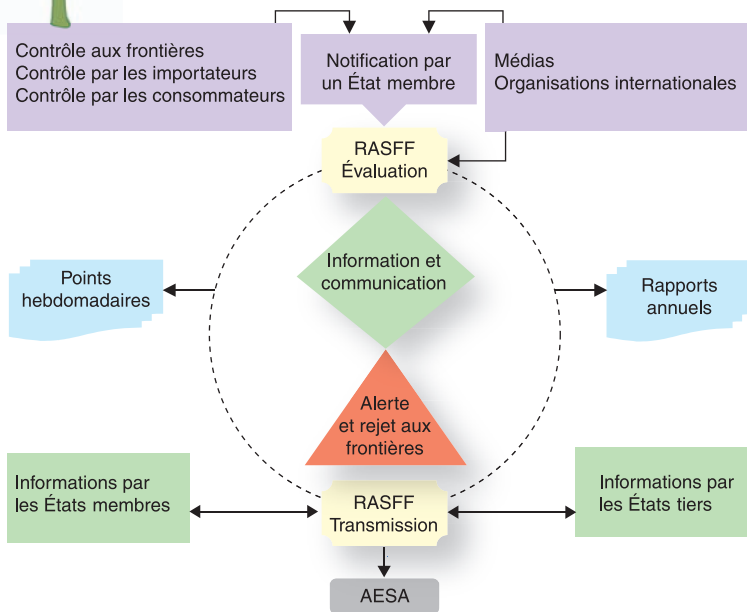 Contrôle aux frontières
Contrôle par les importateurs
Contrôle par les consommateurs
Notification par
un État membre
Médias
Organisations internationales
RASFF
Évaluation
Information et
communication
Points
hebdomadaires
Rapports
annuels
Alerte
et rejet aux
frontières
Informations par
les États membres
RASFF
Transmission
Informations par
les États tiers
AESA